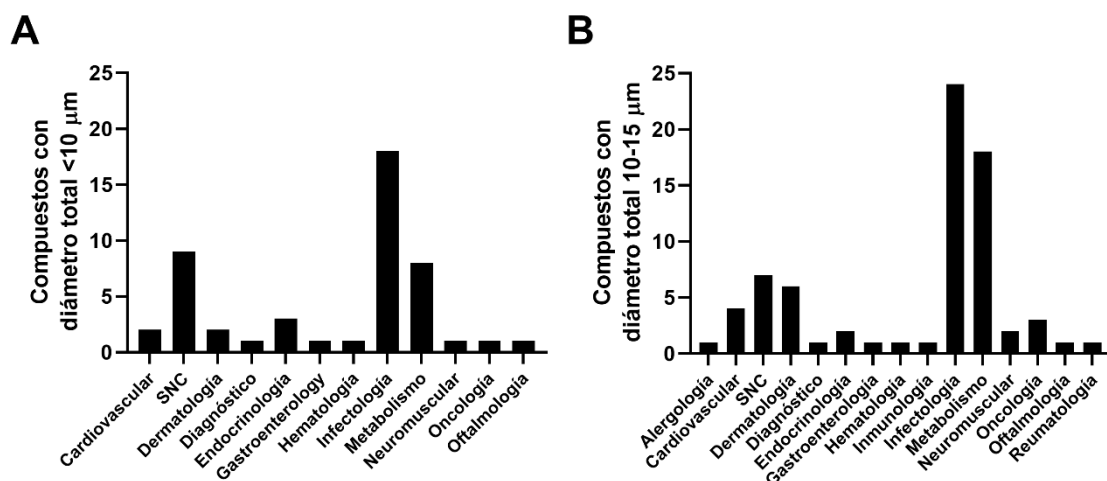 A
Compuestos con
diámetro total <10 μm
25
20
15
10
5
0
Cardiovascular
SNC
Dermatología
Diagnóstico
Endocrinología
Gastroenterology
Hematología
Infectología
Metabolismo
Neuromuscular
Oncología
Oftalmología
B
Compuestos con
diámetro total 10-15 μm
25
20
15
10
5
0
Alergología
Cardiovascular
SNC
Dermatología
Diagnóstico
Endocrinología
Gastroenterología
Hematología
Inmunología
Infectología
Metabolismo
Neuromuscular
Oncología
Oftalmología
Reumatología